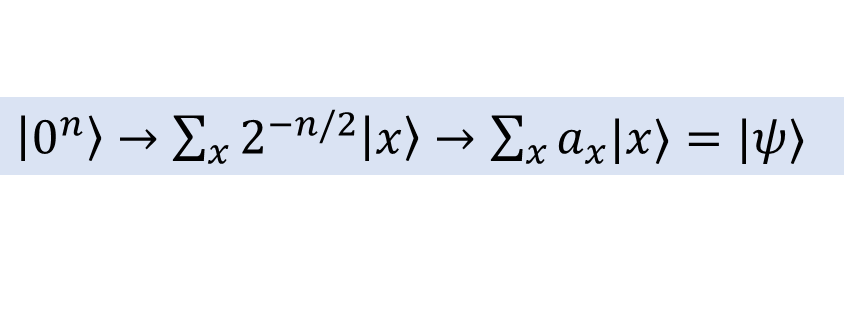 |0ⁿ⟩ → ∑ₓ 2^{−n/2}|x⟩ → ∑ₓ aₓ|x⟩ = |ψ⟩